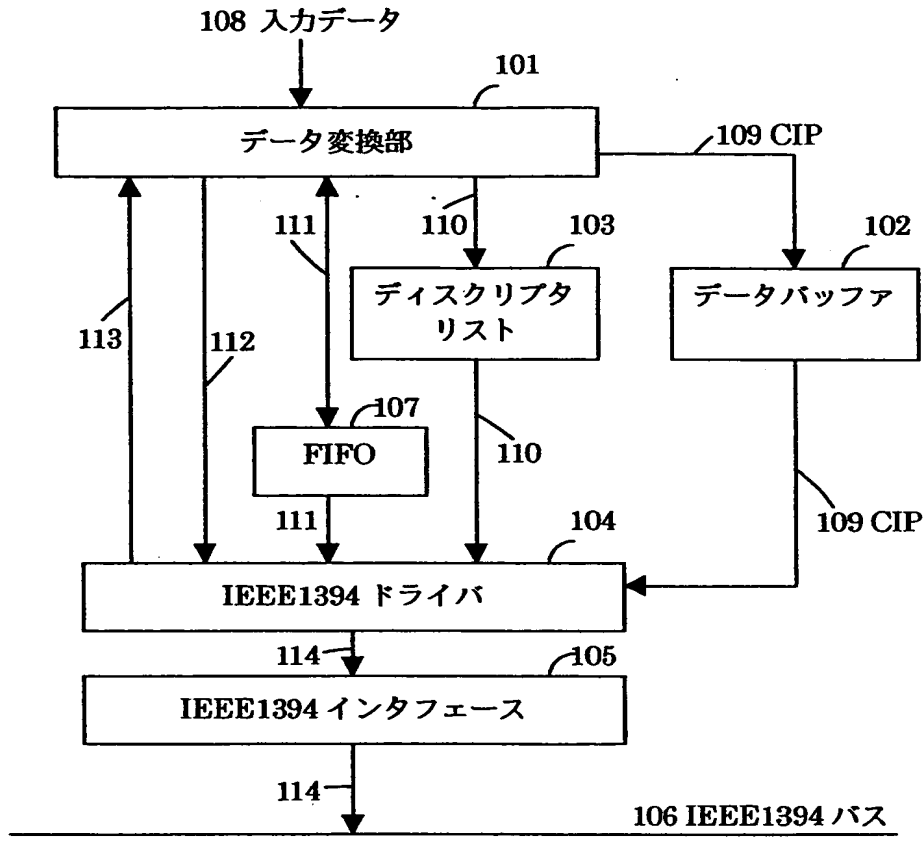 108 入力データ
101
データ変換部
109 CIP
111
110
103
102
ディスクリプタ
リスト
データバッファ
113
112
107
FIFO
110
111
104
109 CIP
IEEE1394 ドライバ
114
105
IEEE1394 インタフェース
114
106 IEEE1394 バス